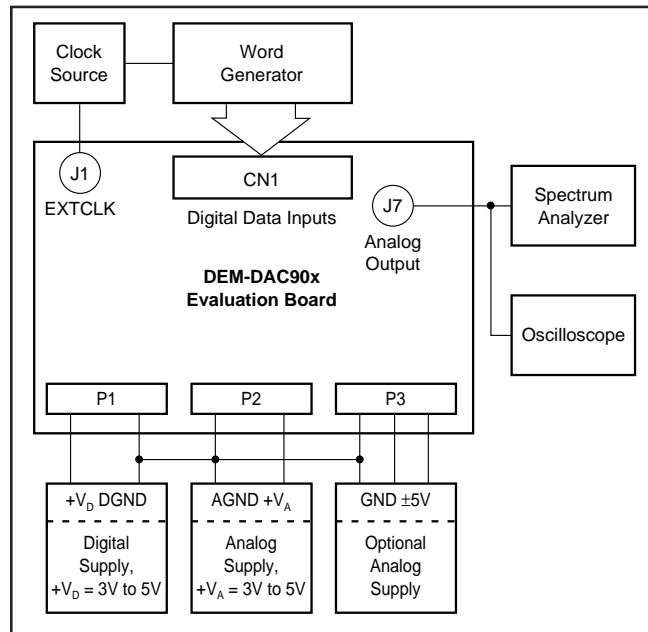 Clock
Source
Word
Generator
J1
EXTCLK
CN1
Digital Data Inputs
J7
Analog
Output
Spectrum
Analyzer
DEM-DAC90x
Evaluation Board
Oscilloscope
P1
P2
P3
+V_D DGND
AGND +V_A
GND ±5V
Digital
Supply,
+V_D = 3V to 5V
Analog
Supply,
+V_A = 3V to 5V
Optional
Analog
Supply